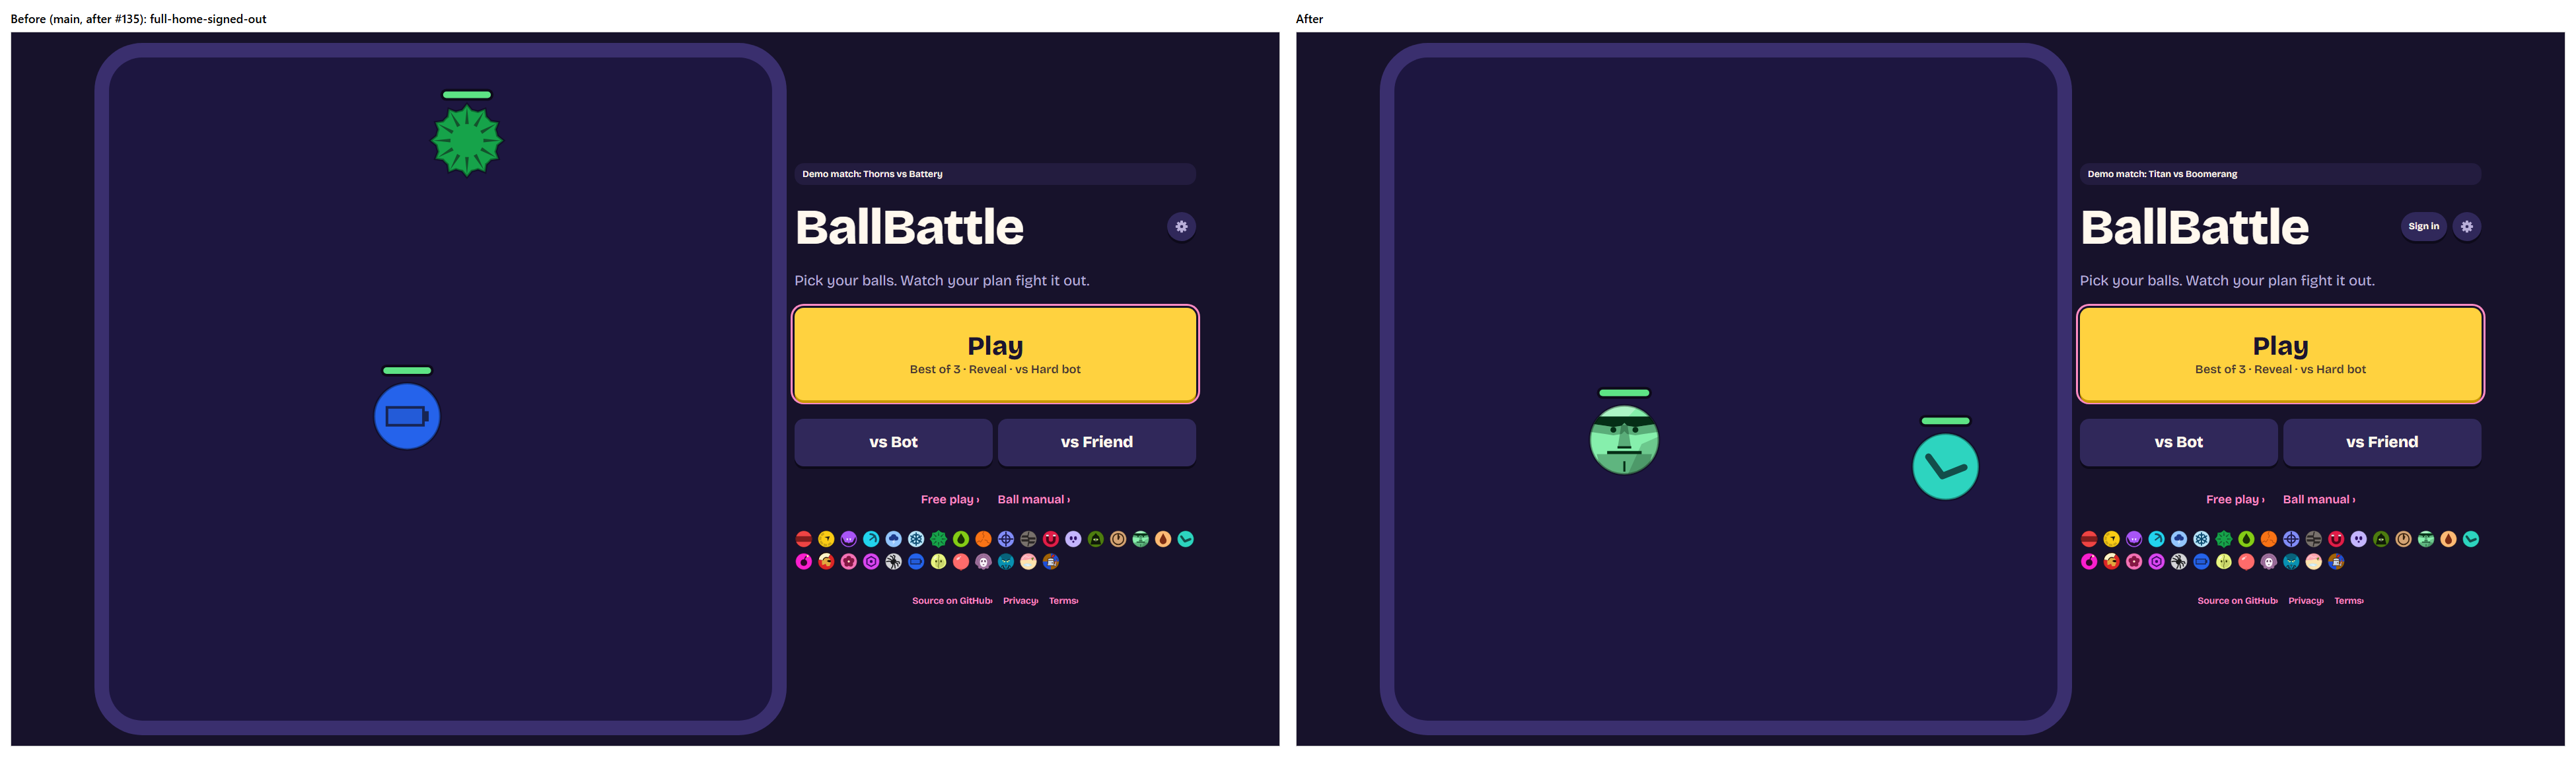 Before (main, after #135): full-home-signed-out
Demo match: Thorns vs Battery
BallBattle
Pick your balls. Watch your plan fight it out.
Play
Best of 3 · Reveal · vs Hard bot
vs Bot
vs Friend
Free play ›
Ball manual ›
Source on GitHub›
Privacy›
Terms›
After
Demo match: Titan vs Boomerang
BallBattle
Sign in
Pick your balls. Watch your plan fight it out.
Play
Best of 3 · Reveal · vs Hard bot
vs Bot
vs Friend
Free play ›
Ball manual ›
Source on GitHub›
Privacy›
Terms›